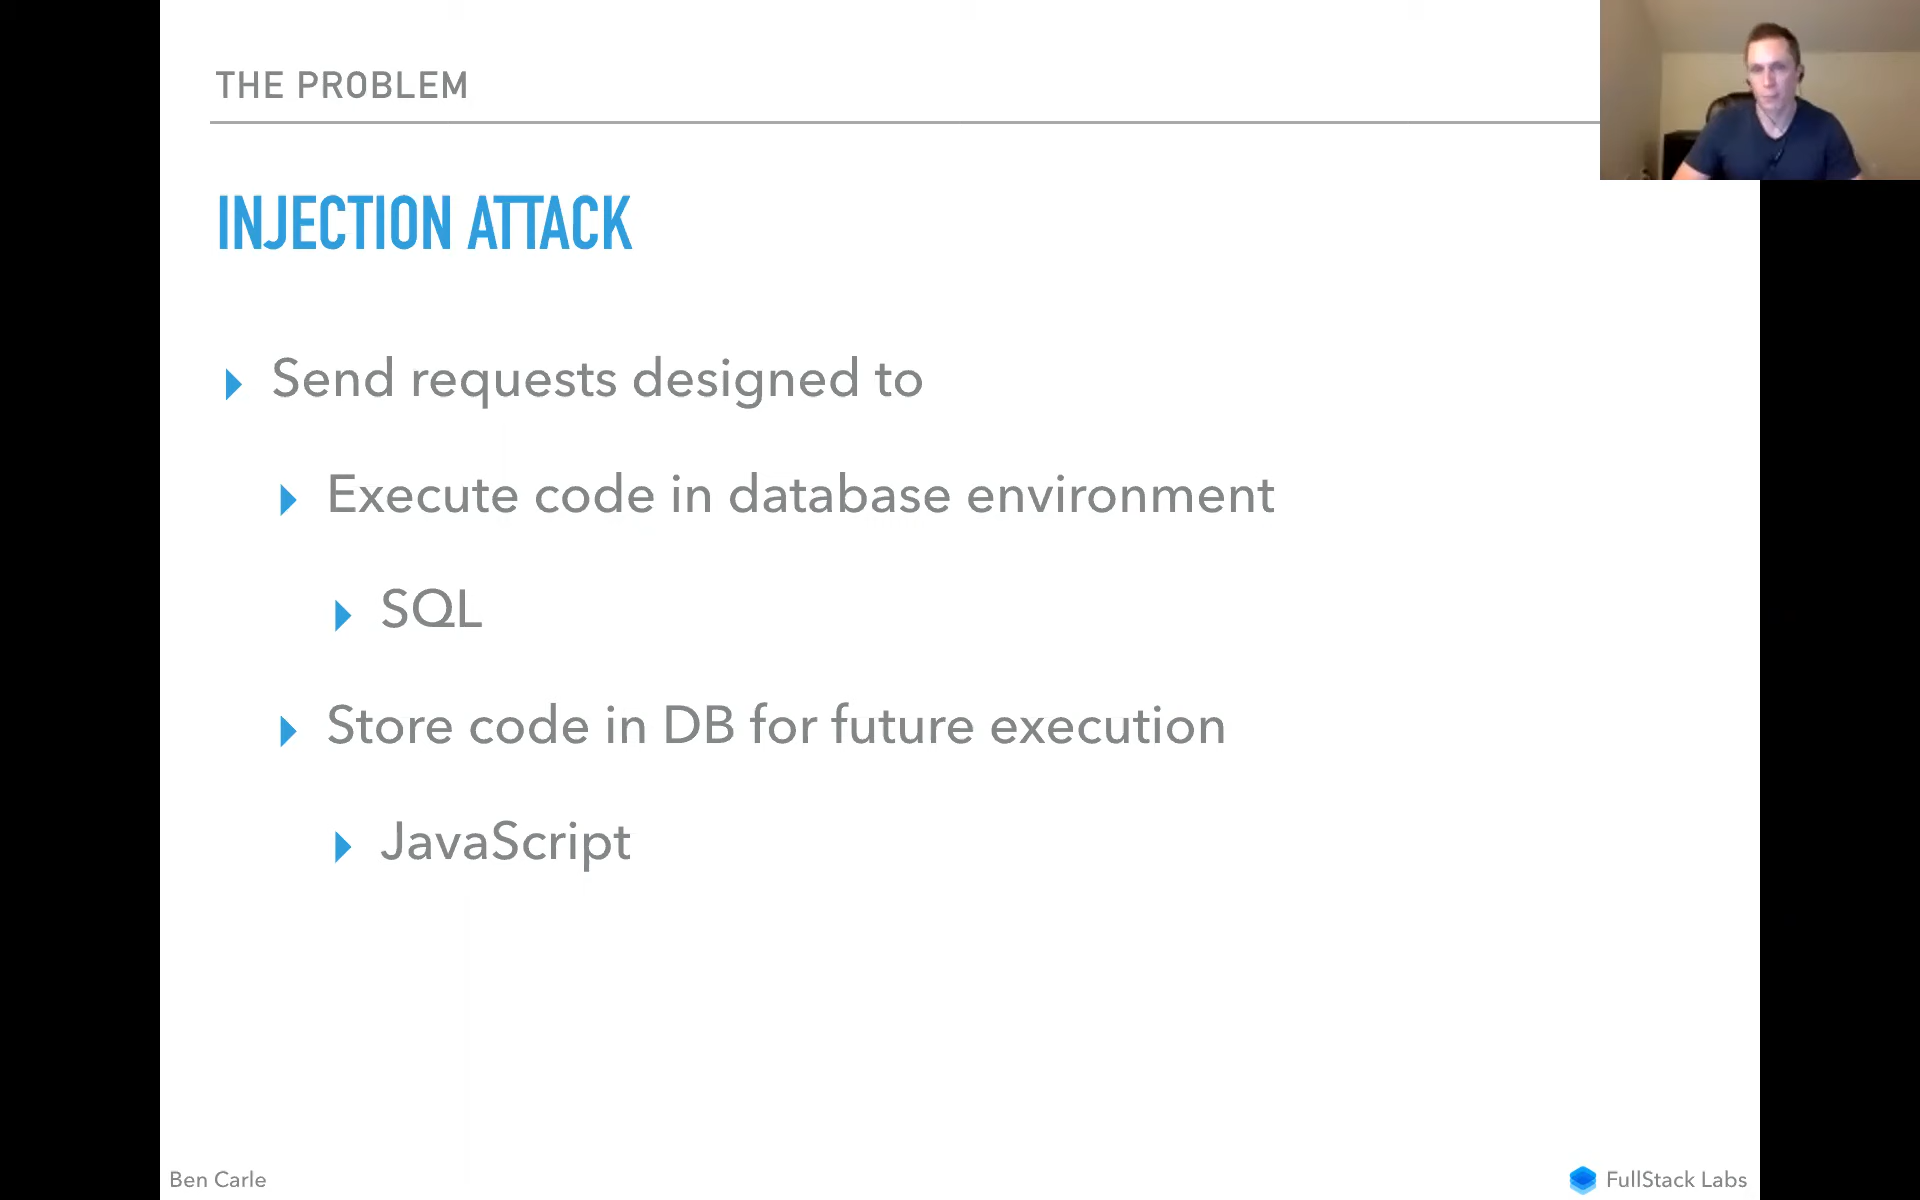 THE PROBLEM
INJECTION ATTACK
Send requests designed to
Execute code in database environment
SQL
Store code in DB for future execution
JavaScript
Ben Carle
FullStack Labs